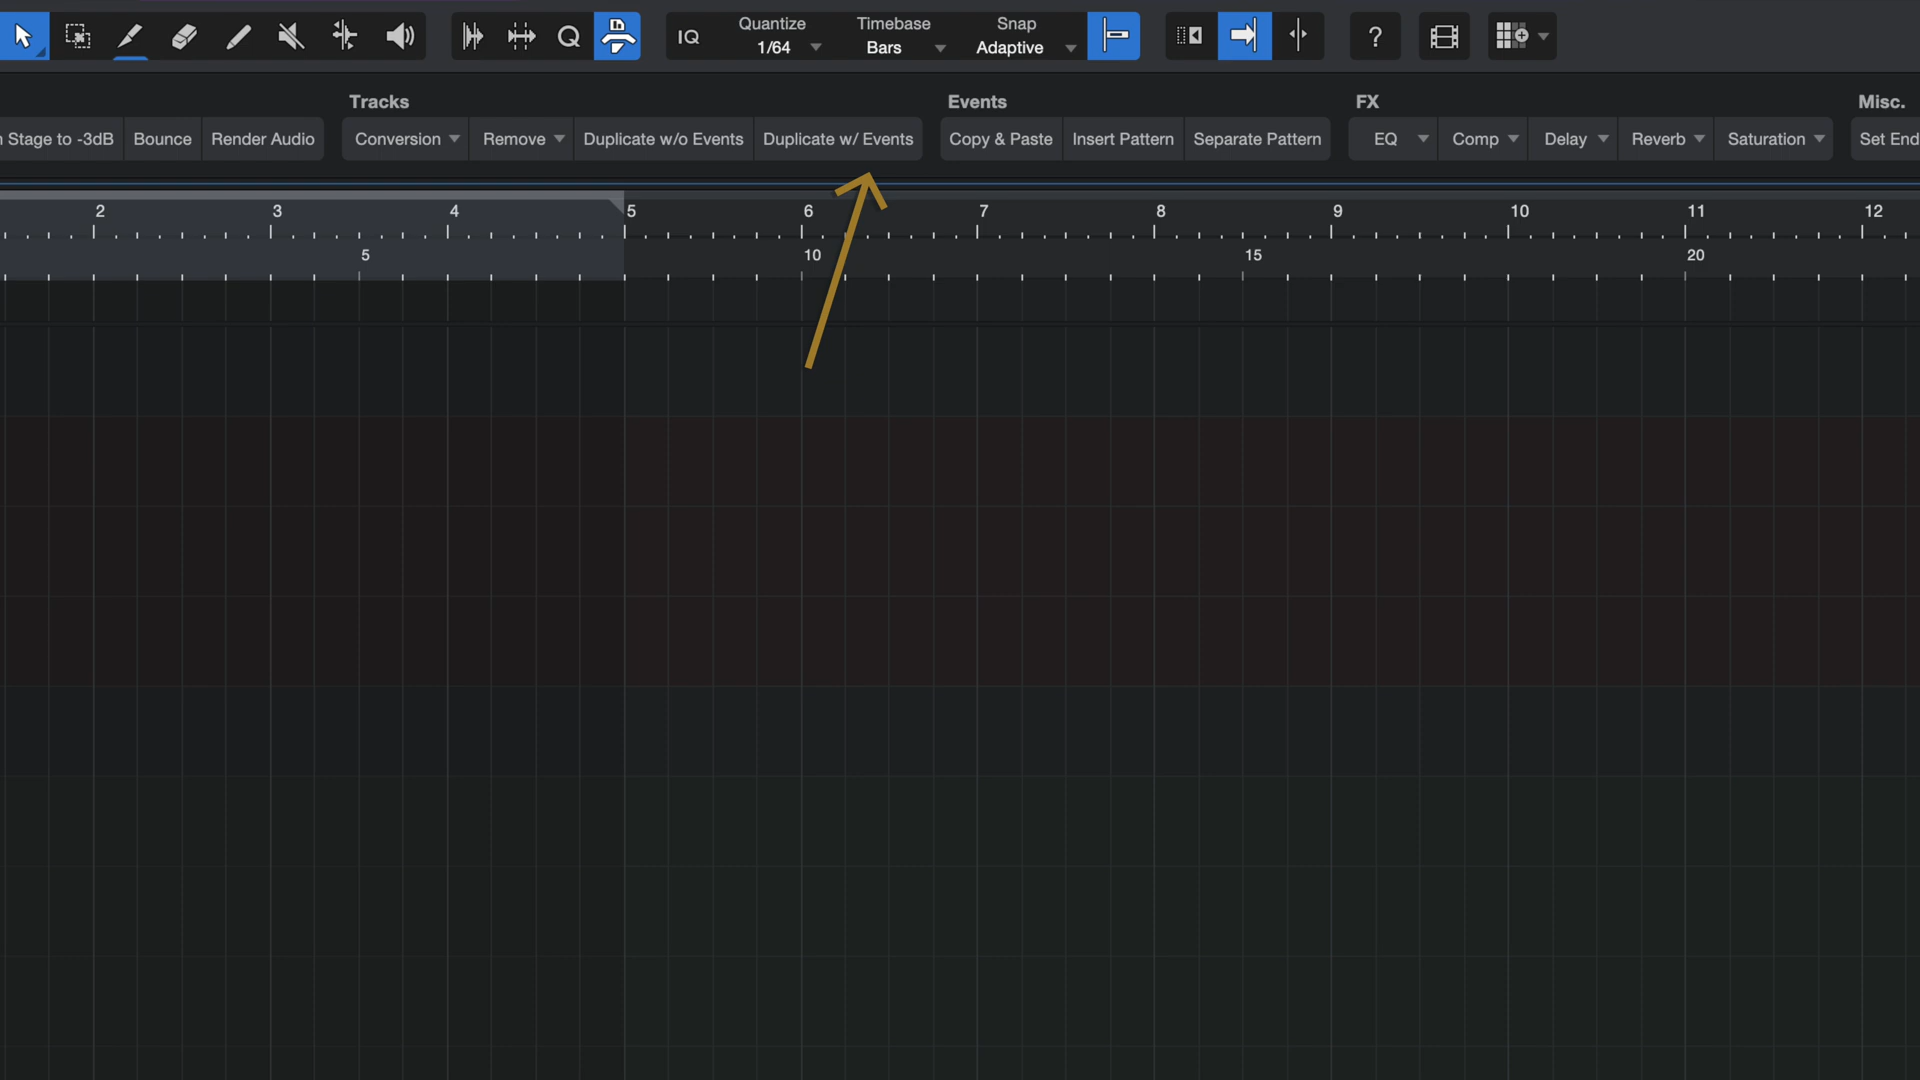 IQ
Quantize
1/64
Timebase
Bars
Snap
Adaptive
?
Tracks
Events
FX
Misc.
Stage to -3dB
Bounce
Render Audio
Conversion
Remove
Duplicate w/o Events
Duplicate w/ Events
Copy & Paste
Insert Pattern
Separate Pattern
EQ
Comp
Delay
Reverb
Saturation
Set End
2 3 4 5 6 7 8 9 10 11 12
5 10 15 20